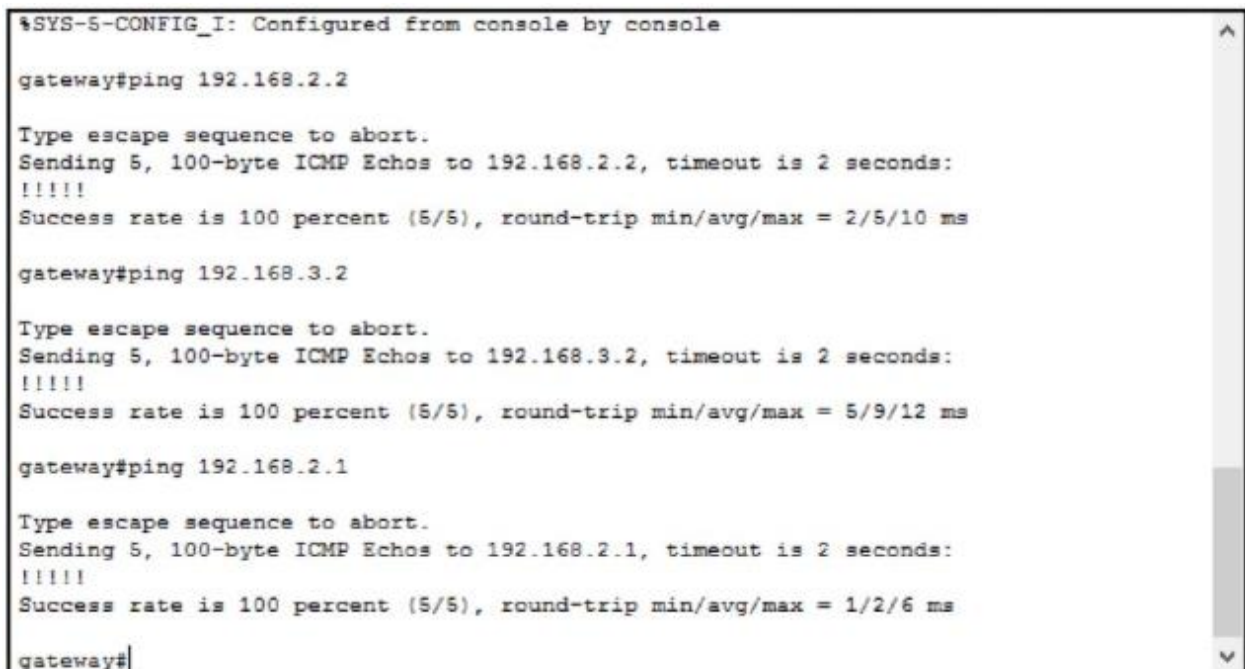 %SYS-5-CONFIG_I: Configured from console by console
gateway#ping 192.168.2.2
Type escape sequence to abort.
Sending 5, 100-byte ICMP Echos to 192.168.2.2, timeout is 2 seconds:
!!!!!
Success rate is 100 percent (5/5), round-trip min/avg/max = 2/5/10 ms
gateway#ping 192.168.3.2
Type escape sequence to abort.
Sending 5, 100-byte ICMP Echos to 192.168.3.2, timeout is 2 seconds:
!!!!!
Success rate is 100 percent (5/5), round-trip min/avg/max = 5/9/12 ms
gateway#ping 192.168.2.1
Type escape sequence to abort.
Sending 5, 100-byte ICMP Echos to 192.168.2.1, timeout is 2 seconds:
!!!!!
Success rate is 100 percent (5/5), round-trip min/avg/max = 1/2/6 ms
gateway#